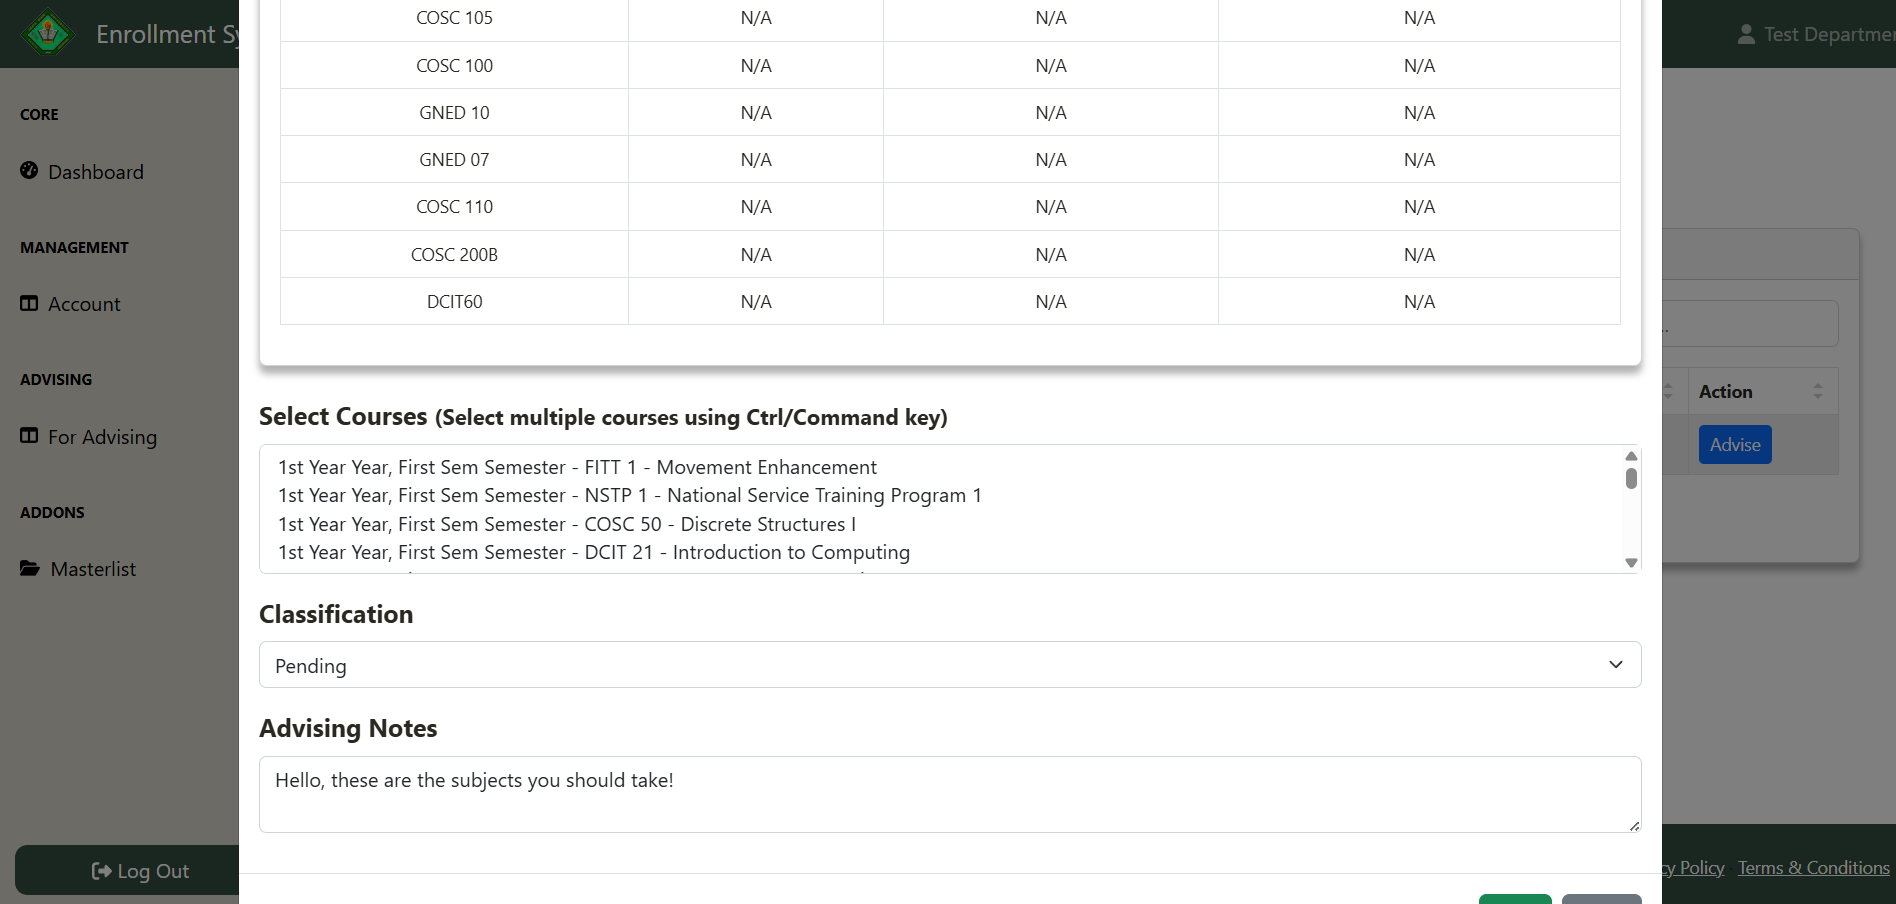 Enrollment Sy
Test Departmen
CORE
Dashboard
MANAGEMENT
Account
ADVISING
For Advising
ADDONS
Masterlist
Log Out
COSC 105 N/A N/A N/A
COSC 100 N/A N/A N/A
GNED 10 N/A N/A N/A
GNED 07 N/A N/A N/A
COSC 110 N/A N/A N/A
COSC 200B N/A N/A N/A
DCIT60 N/A N/A N/A
Select Courses (Select multiple courses using Ctrl/Command key)
1st Year Year, First Sem Semester - FITT 1 - Movement Enhancement
1st Year Year, First Sem Semester - NSTP 1 - National Service Training Program 1
1st Year Year, First Sem Semester - COSC 50 - Discrete Structures I
1st Year Year, First Sem Semester - DCIT 21 - Introduction to Computing
Classification
Pending
Advising Notes
Hello, these are the subjects you should take!
..
Action
Advise
cy Policy Terms & Conditions